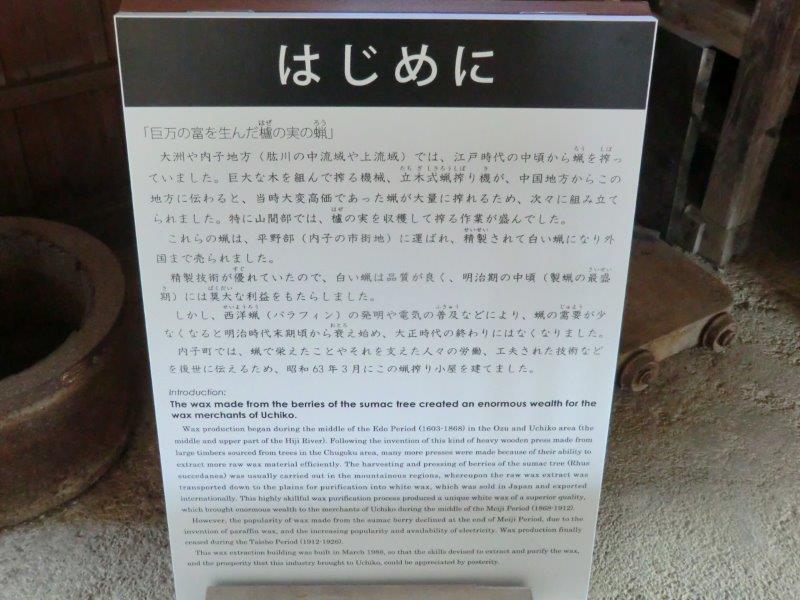 はじめに
「巨万の富を生んだ櫨の実の蝋」
大洲や内子地方（肱川の中流域や上流域）では、江戸時代の中頃から蝋を搾っ
ていました。巨大な木を組んで搾る機械、立木式蝋搾り機が、中国地方からこの
地方に伝わると、当時大変高価であった蝋が大量に搾れるため、次々に組み立て
られました。特に山間部では、櫨の実を収穫して搾る作業が盛んでした。
これらの蝋は、平野部（内子の市街地）に運ばれ、精製されて白い蝋になり外
国まで売られました。
精製技術が優れていたので、白い蝋は品質が良く、明治期の中頃（製蝋の最盛
期）には莫大な利益をもたらしました。
しかし、西洋蝋（パラフィン）の発明や電気の普及などにより、蝋の需要が少
なくなると明治時代末期頃から衰え始め、大正時代の終わりにはなくなりました。
内子町では、蝋で栄えたことやそれを支えた人々の労働、工夫された技術など
を後世に伝えるため、昭和63年3月にこの蝋搾り小屋を建てました。
Introduction:
The wax made from the berries of the sumac tree created an enormous wealth for the
wax merchants of Uchiko.
Wax production began during the middle of the Edo Period (1603-1868) in the Ozu and Uchiko area (the
middle and upper part of the Hiji River). Following the invention of this kind of heavy wooden press made from
large timbers sourced from trees in the Chugoku area, many more presses were made because of their ability to
extract more raw wax material efficiently. The harvesting and pressing of berries of the sumac tree (Rhus
succedanea) was usually carried out in the mountainous regions, whereupon the raw wax extract was
transported down to the plains for purification into white wax, which was sold in Japan and exported
internationally. This highly skillful wax purification process produced a unique white wax of a superior quality,
which brought enormous wealth to the merchants of Uchiko during the middle of the Meiji Period (1868-1912).
However, the popularity of wax made from the sumac berry declined at the end of Meiji Period, due to the
invention of paraffin wax, and the increasing popularity and availability of electricity. Wax production finally
ceased during the Taisho Period (1912-1926).
This wax extraction building was built in March 1988, so that the skills devised to extract and purify the wax,
and the prosperity that this industry brought to Uchiko, could be appreciated by posterity.